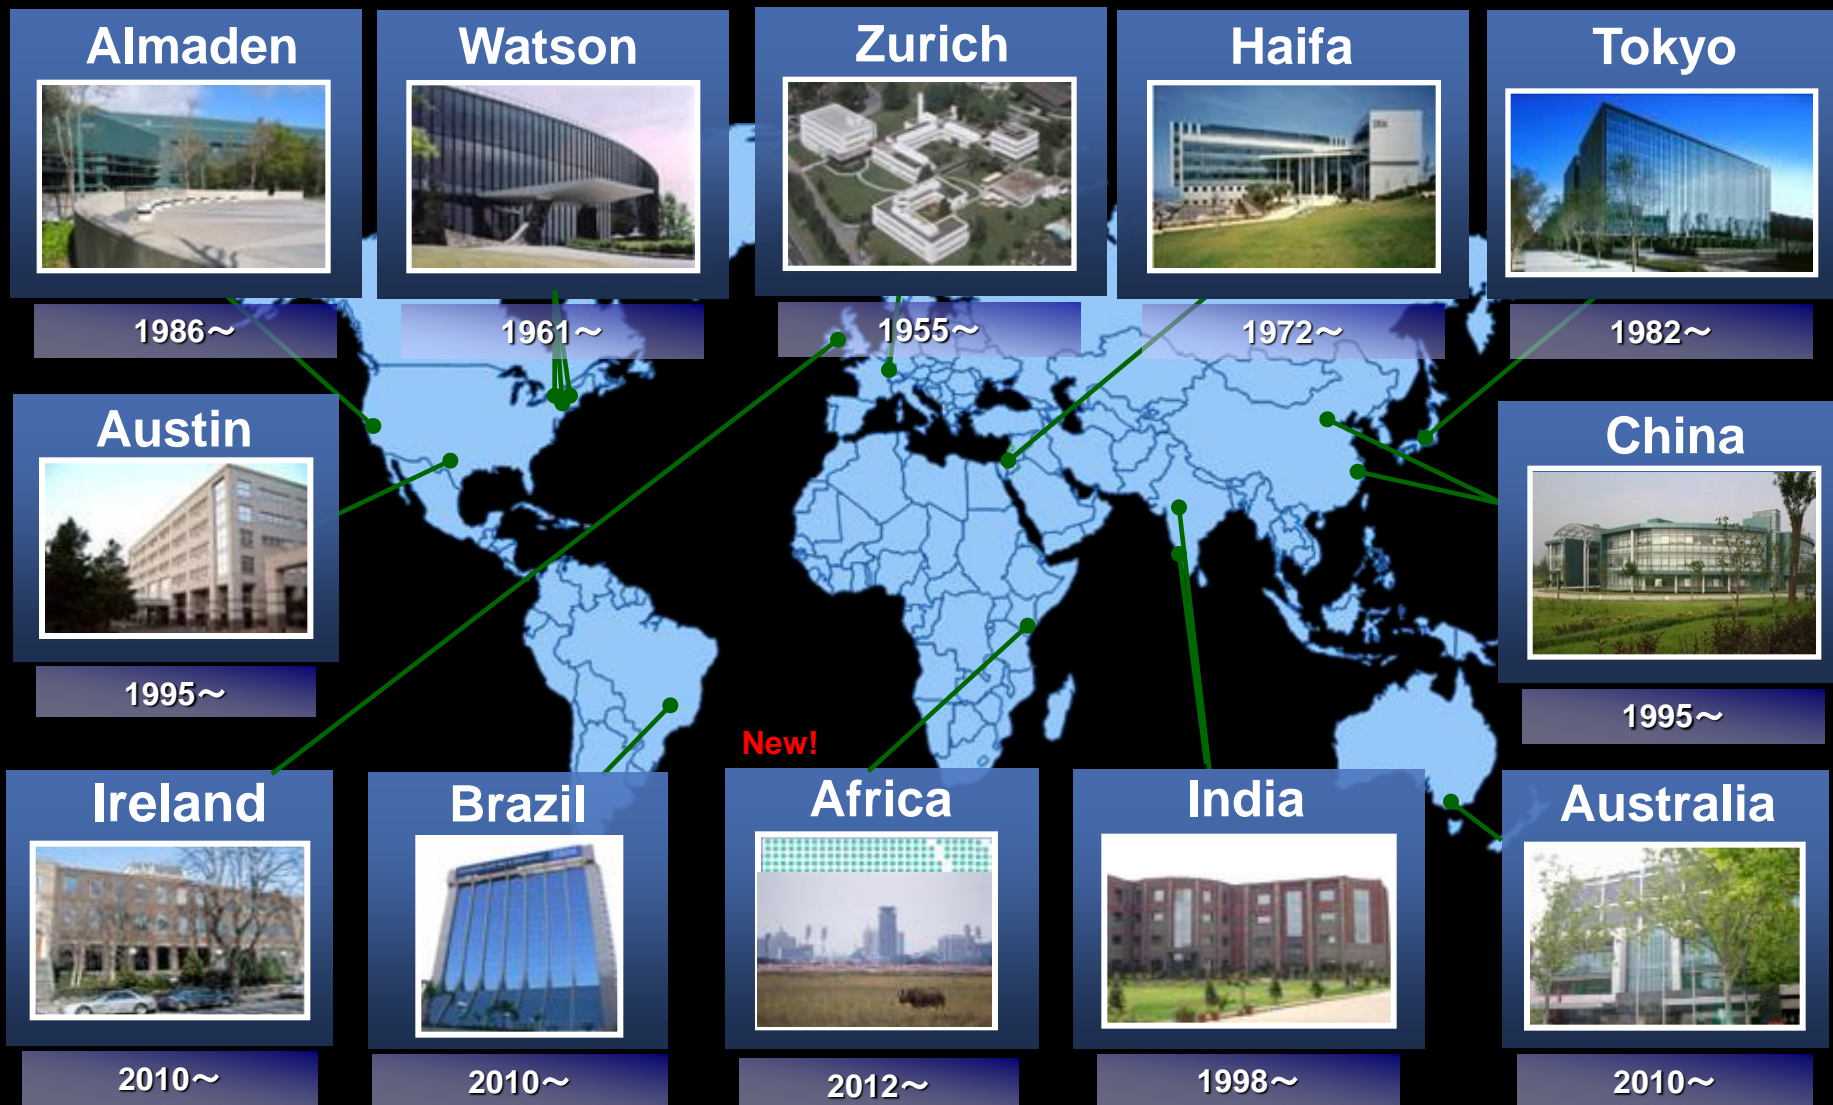 Almaden
Watson
Zurich
Haifa
Tokyo
1986～
1961～
1955～
1972～
1982～
Austin
China
1995～
1995～
New!
Ireland
Brazil
Africa
India
Australia
2010～
2010～
2012～
1998～
2010～